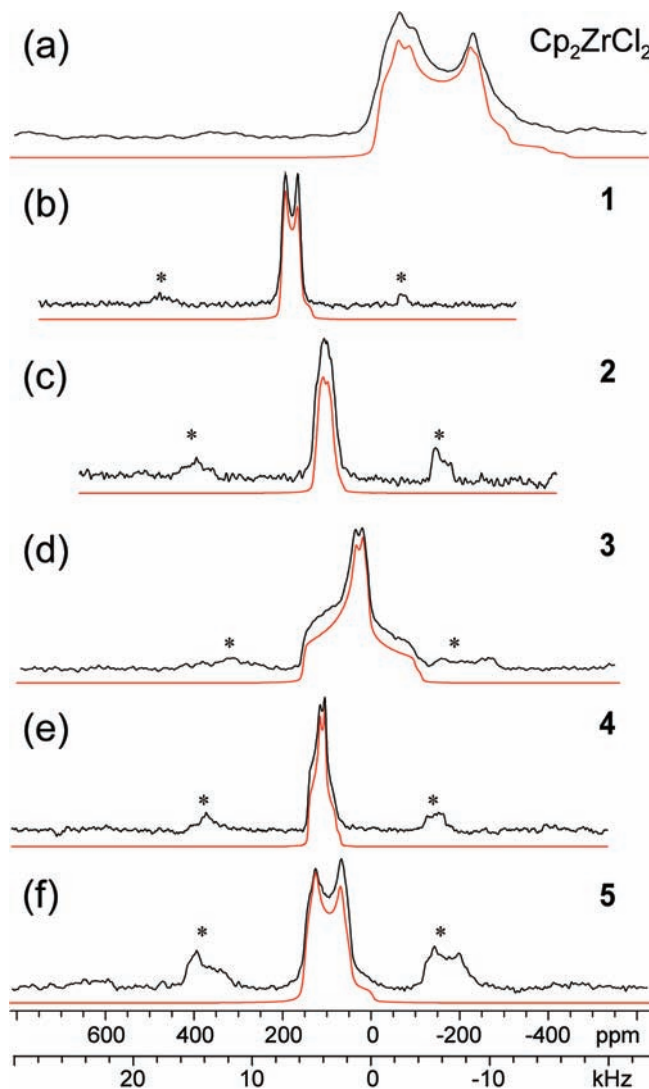 (a) Cp₂ZrCl₂
(b) 1
* *
(c) 2
* *
(d) 3
* *
(e) 4
* *
(f) 5
* *
600 400 200 0 -200 -400 ppm
20 10 0 -10 kHz